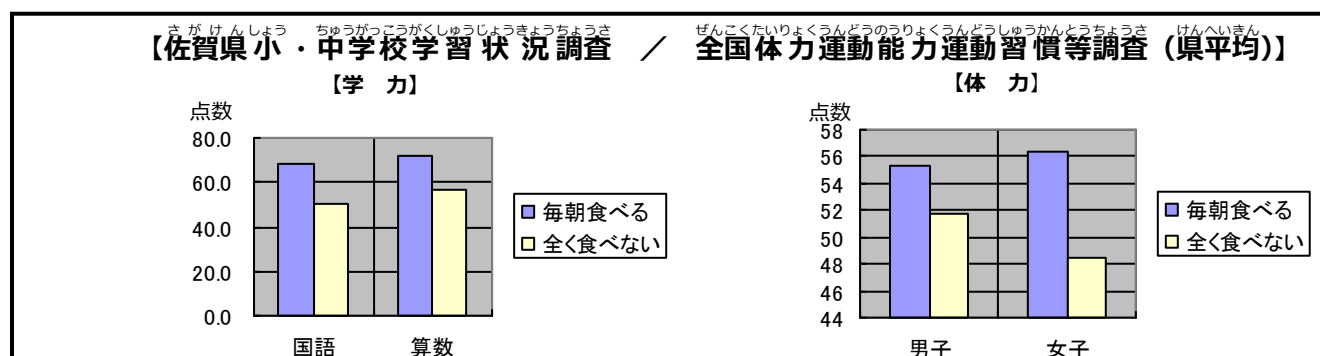 さがけんしょう ちゅうがっこうがくしゅうじょうきょうちょうさ ぜんこくたいりょくうんどうのうりょくうんどうしゅうかんとうちょうさ けんへいきん
【佐賀県小・中学校学習状況調査 ／ 全国体力運動能力運動習慣等調査（県平均）】
【学 力】
点数
80.0
60.0
40.0
20.0
0.0
国語 算数
毎朝食べる
全く食べない
【体 力】
点数
58
56
54
52
50
48
46
44
男子 女子
毎朝食べる
全く食べない